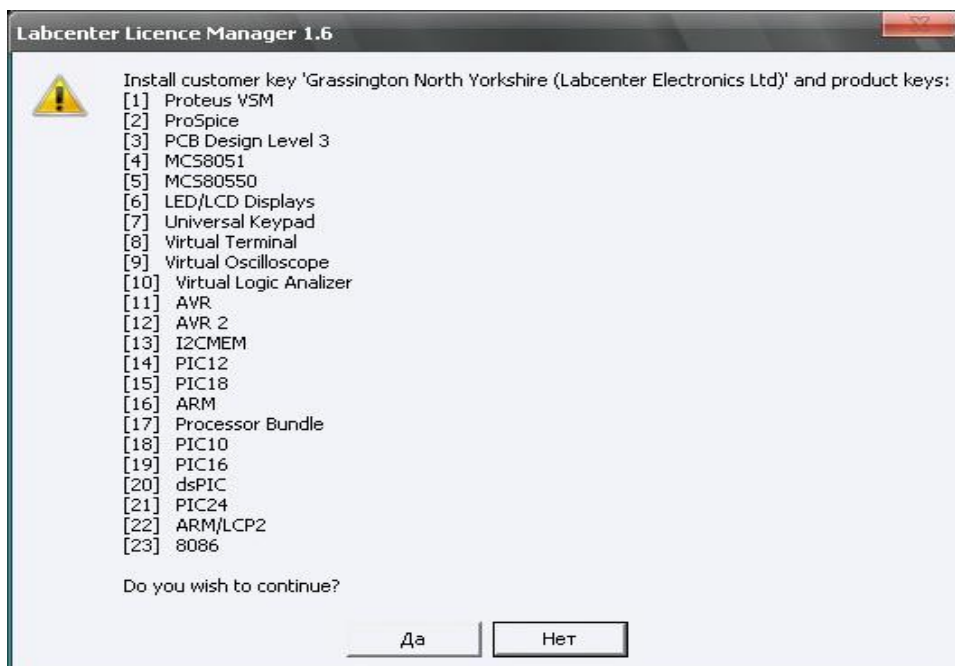 Labcenter Licence Manager 1.6
Install customer key 'Grassington North Yorkshire (Labcenter Electronics Ltd)' and product keys:
[1] Proteus VSM
[2] ProSpice
[3] PCB Design Level 3
[4] MCS8051
[5] MCS80550
[6] LED/LCD Displays
[7] Universal Keypad
[8] Virtual Terminal
[9] Virtual Oscilloscope
[10] Virtual Logic Analizer
[11] AVR
[12] AVR 2
[13] I2CMEM
[14] PIC12
[15] PIC18
[16] ARM
[17] Processor Bundle
[18] PIC10
[19] PIC16
[20] dsPIC
[21] PIC24
[22] ARM/LCP2
[23] 8086
Do you wish to continue?
Да Нет